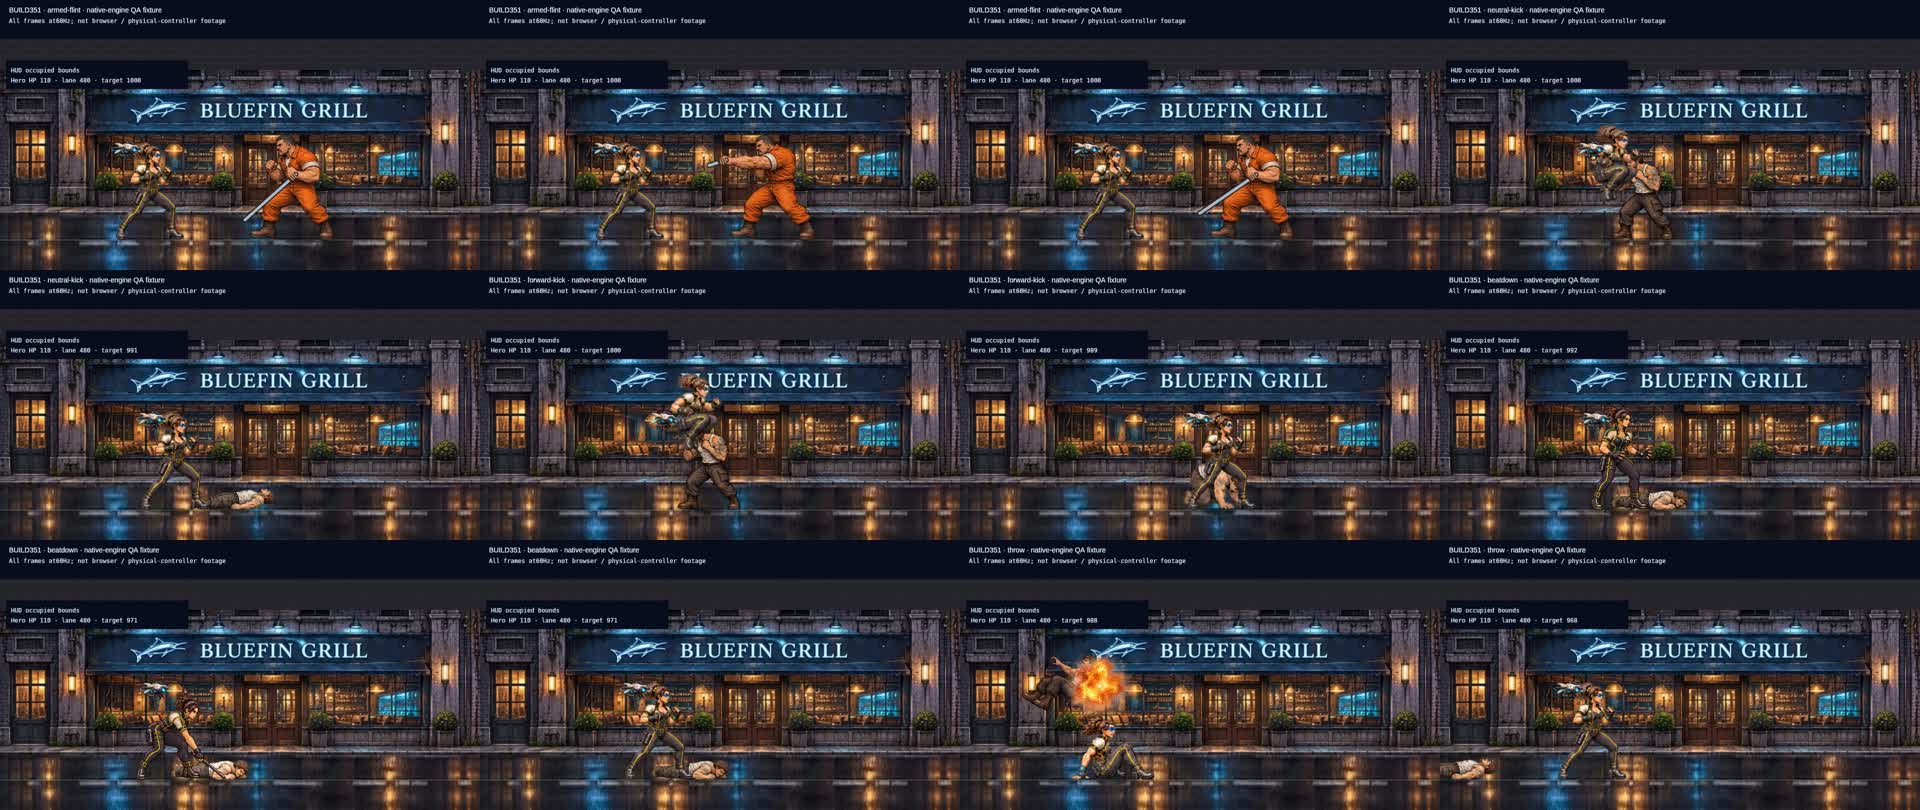 BUILD351 · armed-flint · native-engine QA fixture
All frames at60Hz; not browser / physical-controller footage
HUD occupied bounds
Hero HP 110 · lane 480 · target 1000
BLUEFIN GRILL
BUILD351 · armed-flint · native-engine QA fixture
All frames at60Hz; not browser / physical-controller footage
HUD occupied bounds
Hero HP 110 · lane 480 · target 1000
BLUEFIN GRILL
BUILD351 · armed-flint · native-engine QA fixture
All frames at60Hz; not browser / physical-controller footage
HUD occupied bounds
Hero HP 110 · lane 480 · target 1000
BLUEFIN GRILL
BUILD351 · neutral-kick · native-engine QA fixture
All frames at60Hz; not browser / physical-controller footage
HUD occupied bounds
Hero HP 110 · lane 480 · target 1000
BLUEFIN GRILL
BUILD351 · neutral-kick · native-engine QA fixture
All frames at60Hz; not browser / physical-controller footage
HUD occupied bounds
Hero HP 110 · lane 480 · target 991
BLUEFIN GRILL
BUILD351 · forward-kick · native-engine QA fixture
All frames at60Hz; not browser / physical-controller footage
HUD occupied bounds
Hero HP 110 · lane 480 · target 1000
UEFIN GRILL
BUILD351 · forward-kick · native-engine QA fixture
All frames at60Hz; not browser / physical-controller footage
HUD occupied bounds
Hero HP 110 · lane 480 · target 989
BLUEFIN GRILL
BUILD351 · beatdown · native-engine QA fixture
All frames at60Hz; not browser / physical-controller footage
HUD occupied bounds
Hero HP 110 · lane 480 · target 992
BLUEFIN GRILL
BUILD351 · beatdown · native-engine QA fixture
All frames at60Hz; not browser / physical-controller footage
HUD occupied bounds
Hero HP 110 · lane 480 · target 971
BLUEFIN GRILL
BUILD351 · beatdown · native-engine QA fixture
All frames at60Hz; not browser / physical-controller footage
HUD occupied bounds
Hero HP 110 · lane 480 · target 971
BLUEFIN GRILL
BUILD351 · throw · native-engine QA fixture
All frames at60Hz; not browser / physical-controller footage
HUD occupied bounds
Hero HP 110 · lane 480 · target 988
BLUEFIN GRILL
BUILD351 · throw · native-engine QA fixture
All frames at60Hz; not browser / physical-controller footage
HUD occupied bounds
Hero HP 110 · lane 480 · target 968
BLUEFIN GRILL